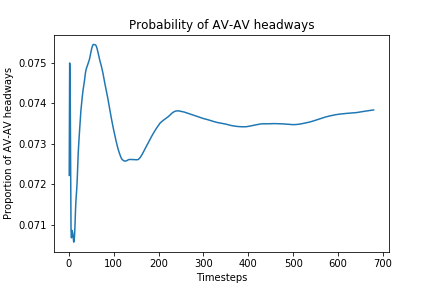 Probability of AV-AV headways
Proportion of AV-AV headways
0.075
0.074
0.073
0.072
0.071
0 100 200 300 400 500 600 700
Timesteps